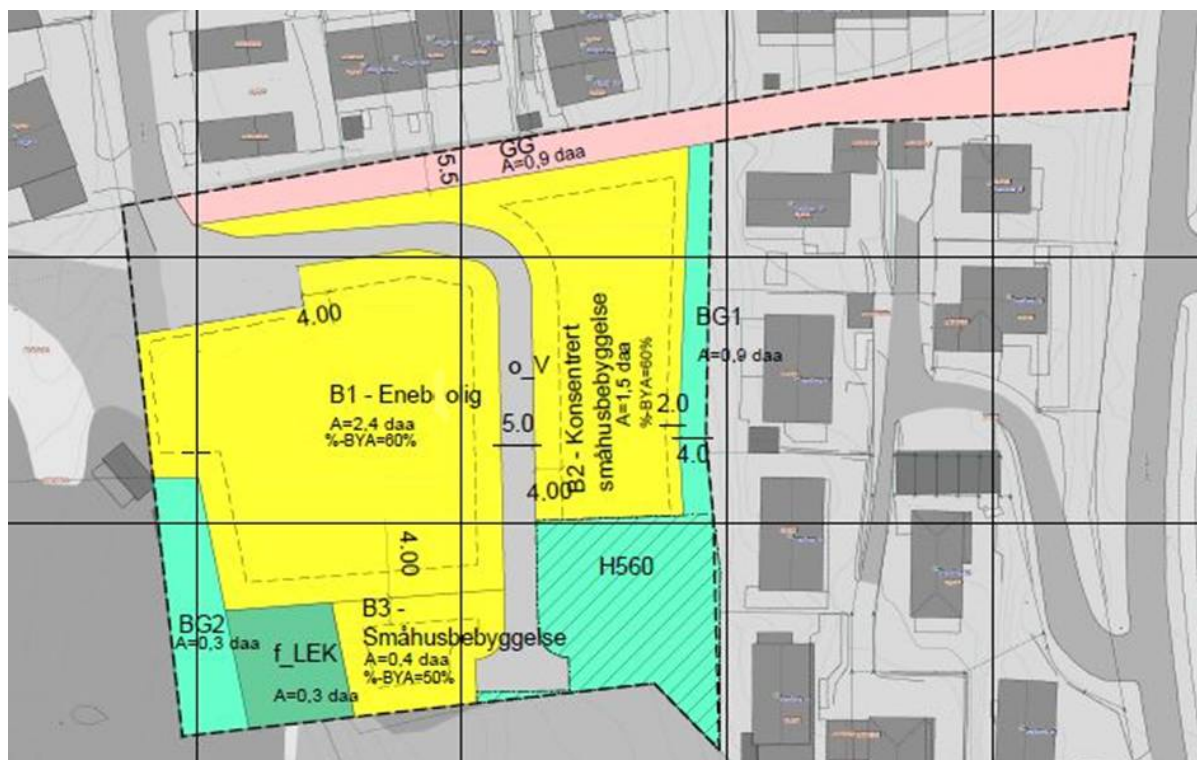 GG
A=0,9 daa
5.5
4.00
B1 - Enebolig
A=2,4 daa
%-BYA=60%
o_V
5.0
B2 - Konsentrert
småhusbebyggelse
A=1,5 daa
%-BYA=60%
BG1
A=0,9 daa
2.0
4.0
4.00
4.00
H560
B3 -
Småhusbebyggelse
A=0,4 daa
%-BYA=50%
BG2
A=0,3 daa
f_LEK
A=0,3 daa